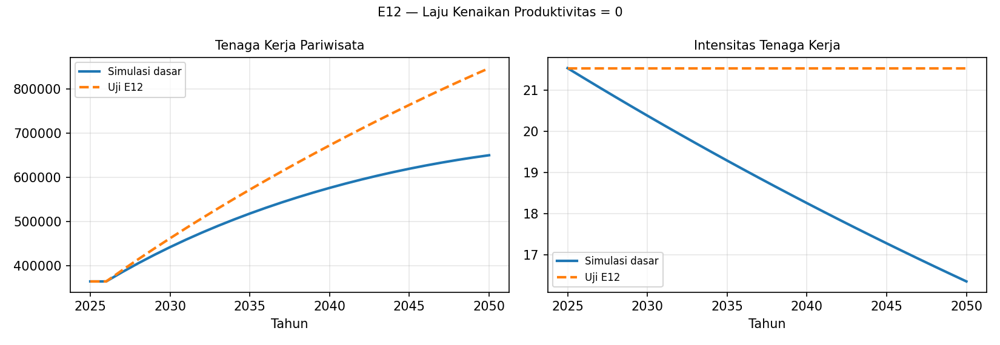 E12 — Laju Kenaikan Produktivitas = 0
Tenaga Kerja Pariwisata
Simulasi dasar
Uji E12
800000
700000
600000
500000
400000
2025 2030 2035 2040 2045 2050
Tahun
Intensitas Tenaga Kerja
21
20
19
18
17
Simulasi dasar
Uji E12
2025 2030 2035 2040 2045 2050
Tahun